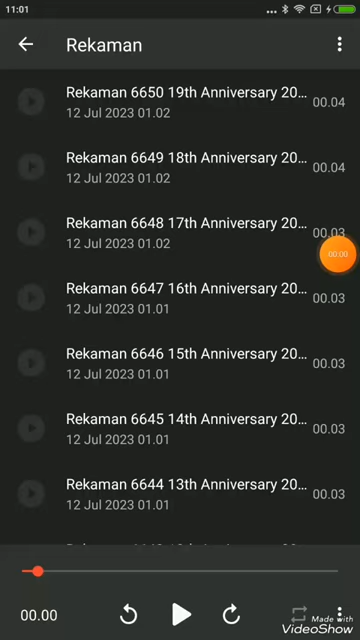 11:01
Rekaman
Rekaman 6650 19th Anniversary 20...
12 Jul 2023 01.02
00.04
Rekaman 6649 18th Anniversary 20...
12 Jul 2023 01.02
00.04
Rekaman 6648 17th Anniversary 20...
12 Jul 2023 01.02
00.03
00:00
Rekaman 6647 16th Anniversary 20...
12 Jul 2023 01.01
00.03
Rekaman 6646 15th Anniversary 20...
12 Jul 2023 01.01
00.03
Rekaman 6645 14th Anniversary 20...
12 Jul 2023 01.01
00.03
Rekaman 6644 13th Anniversary 20...
12 Jul 2023 01.01
00.03
00.00
Made with
VideoShow